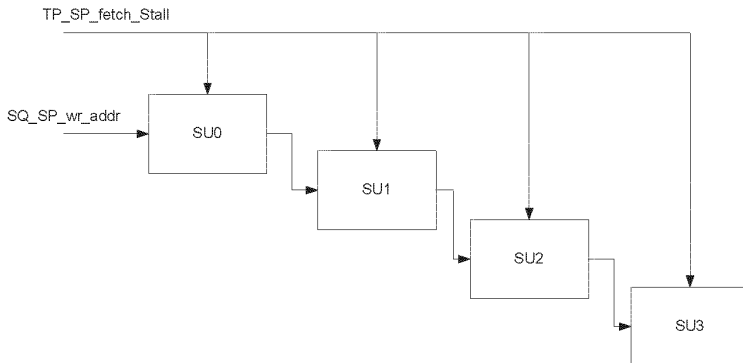 TP_SP_fetch_Stall
SQ_SP_wr_addr
SU0
SU1
SU2
SU3